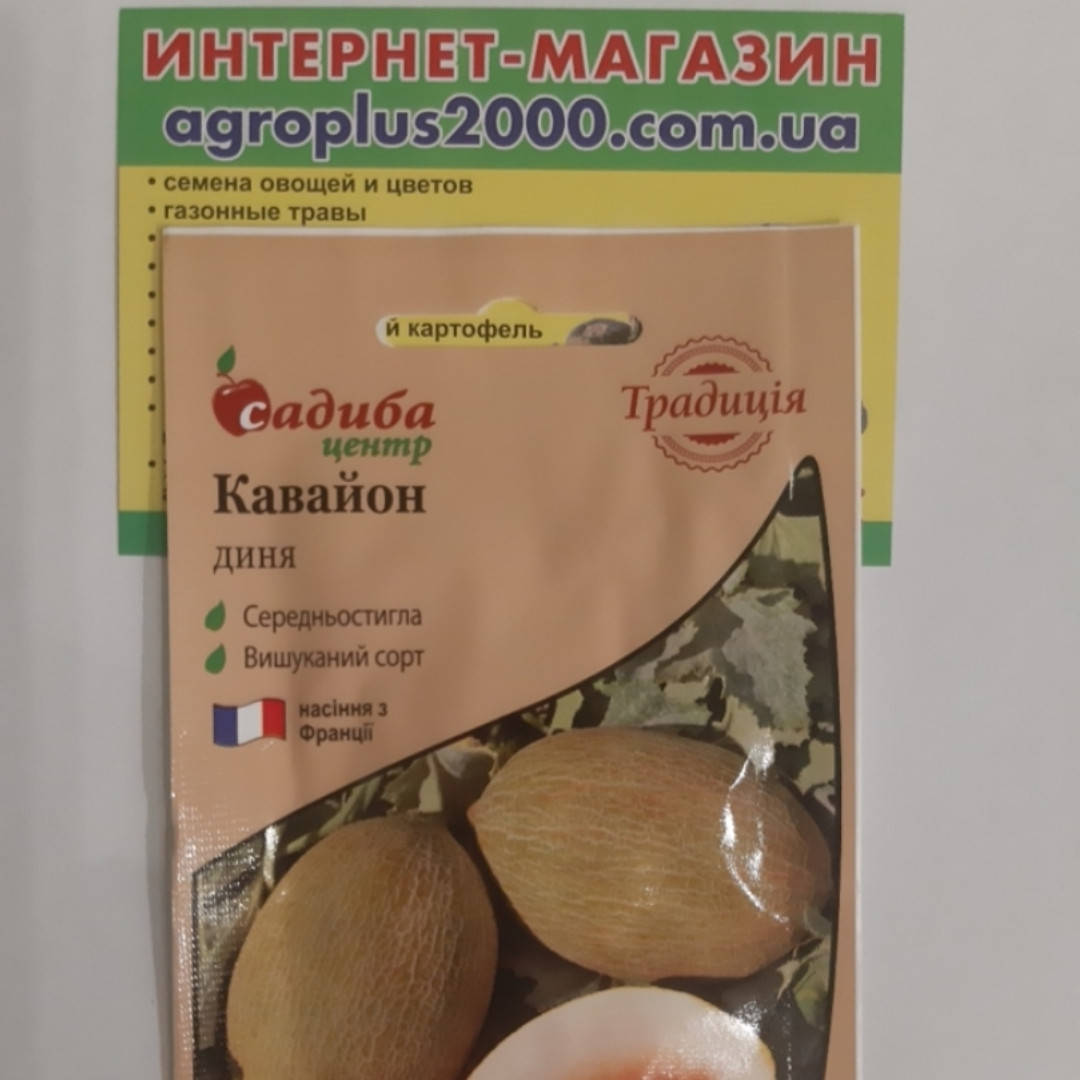 ИНТЕРНЕТ-МАГАЗИН
agroplus2000.com.ua
• семена овощей и цветов
• газонные травы
й картофель
садиба
центр
Традиція
Кавайон
диня
Середньостигла
Вишуканий сорт
насіння з
Франції